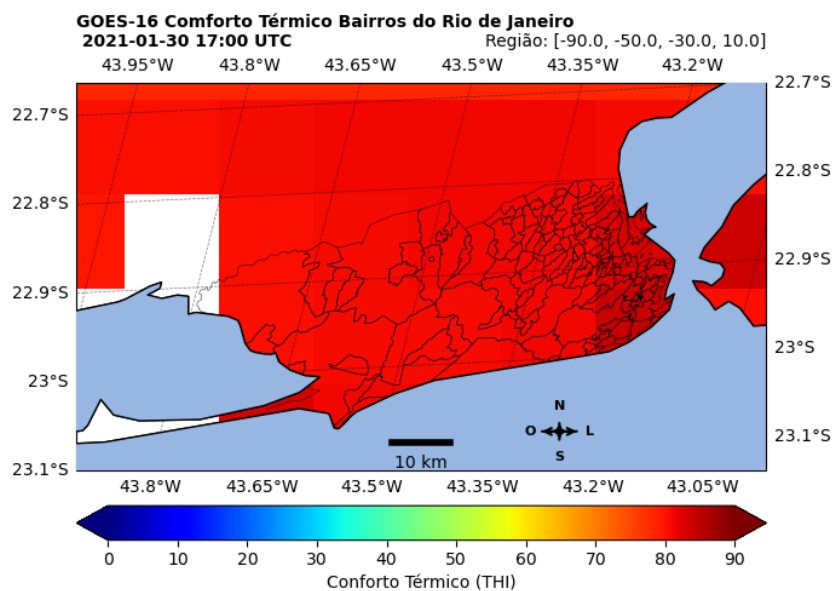 GOES-16 Comforto Térmico Bairros do Rio de Janeiro
2021-01-30 17:00 UTC Região: [-90.0, -50.0, -30.0, 10.0]
43.95°W 43.8°W 43.65°W 43.5°W 43.35°W 43.2°W
22.7°S 22.7°S
22.8°S 22.8°S
22.9°S 22.9°S
23°S 23°S
23.1°S 23.1°S
N
O L
S
10 km
43.8°W 43.65°W 43.5°W 43.35°W 43.2°W 43.05°W
0 10 20 30 40 50 60 70 80 90
Conforto Térmico (THI)